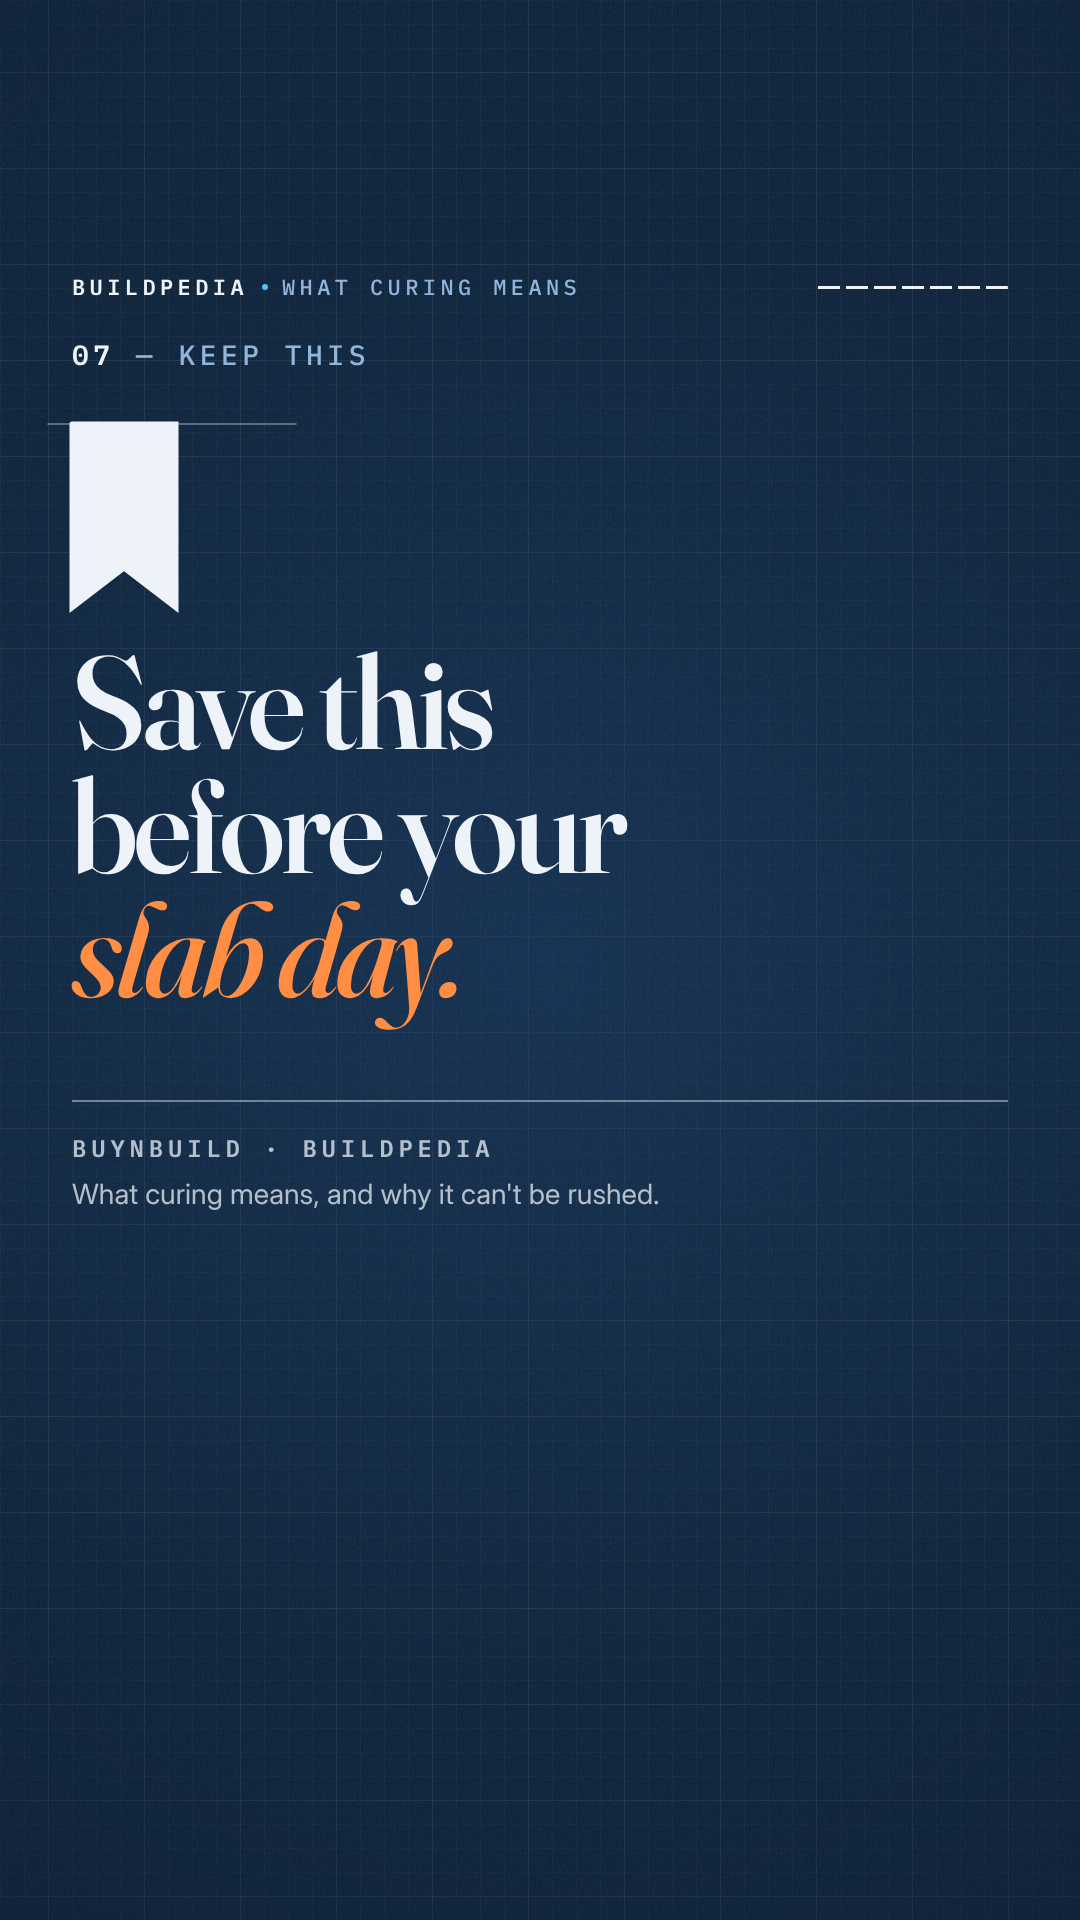 BUILDPEDIA • WHAT CURING MEANS
07 — KEEP THIS
Save this
before your
slab day.
BUYNBUILD · BUILDPEDIA
What curing means, and why it can't be rushed.